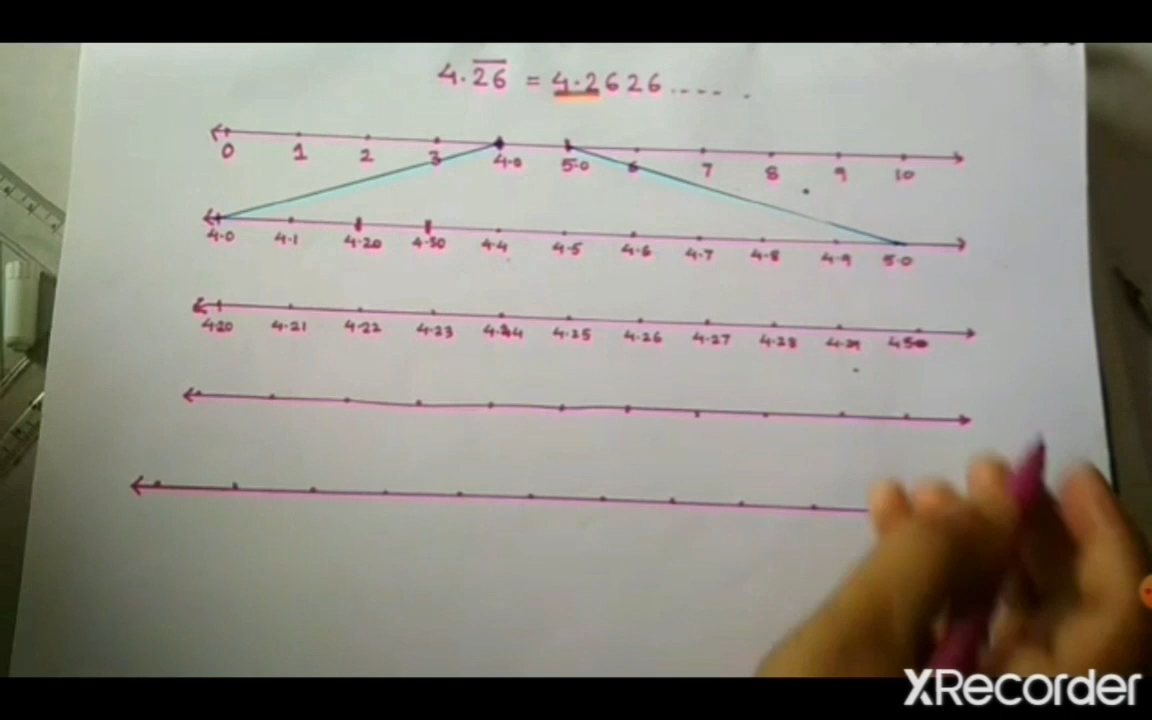 4.2̅6̅ = 4.2626.... .
0 1 2 3 4.0 5.0 6 7 8 9 10
4.0 4.1 4.20 4.30 4.4 4.5 4.6 4.7 4.8 4.9 5.0
4.20 4.21 4.22 4.23 4.24 4.25 4.26 4.27 4.28 4.29
XRecorder